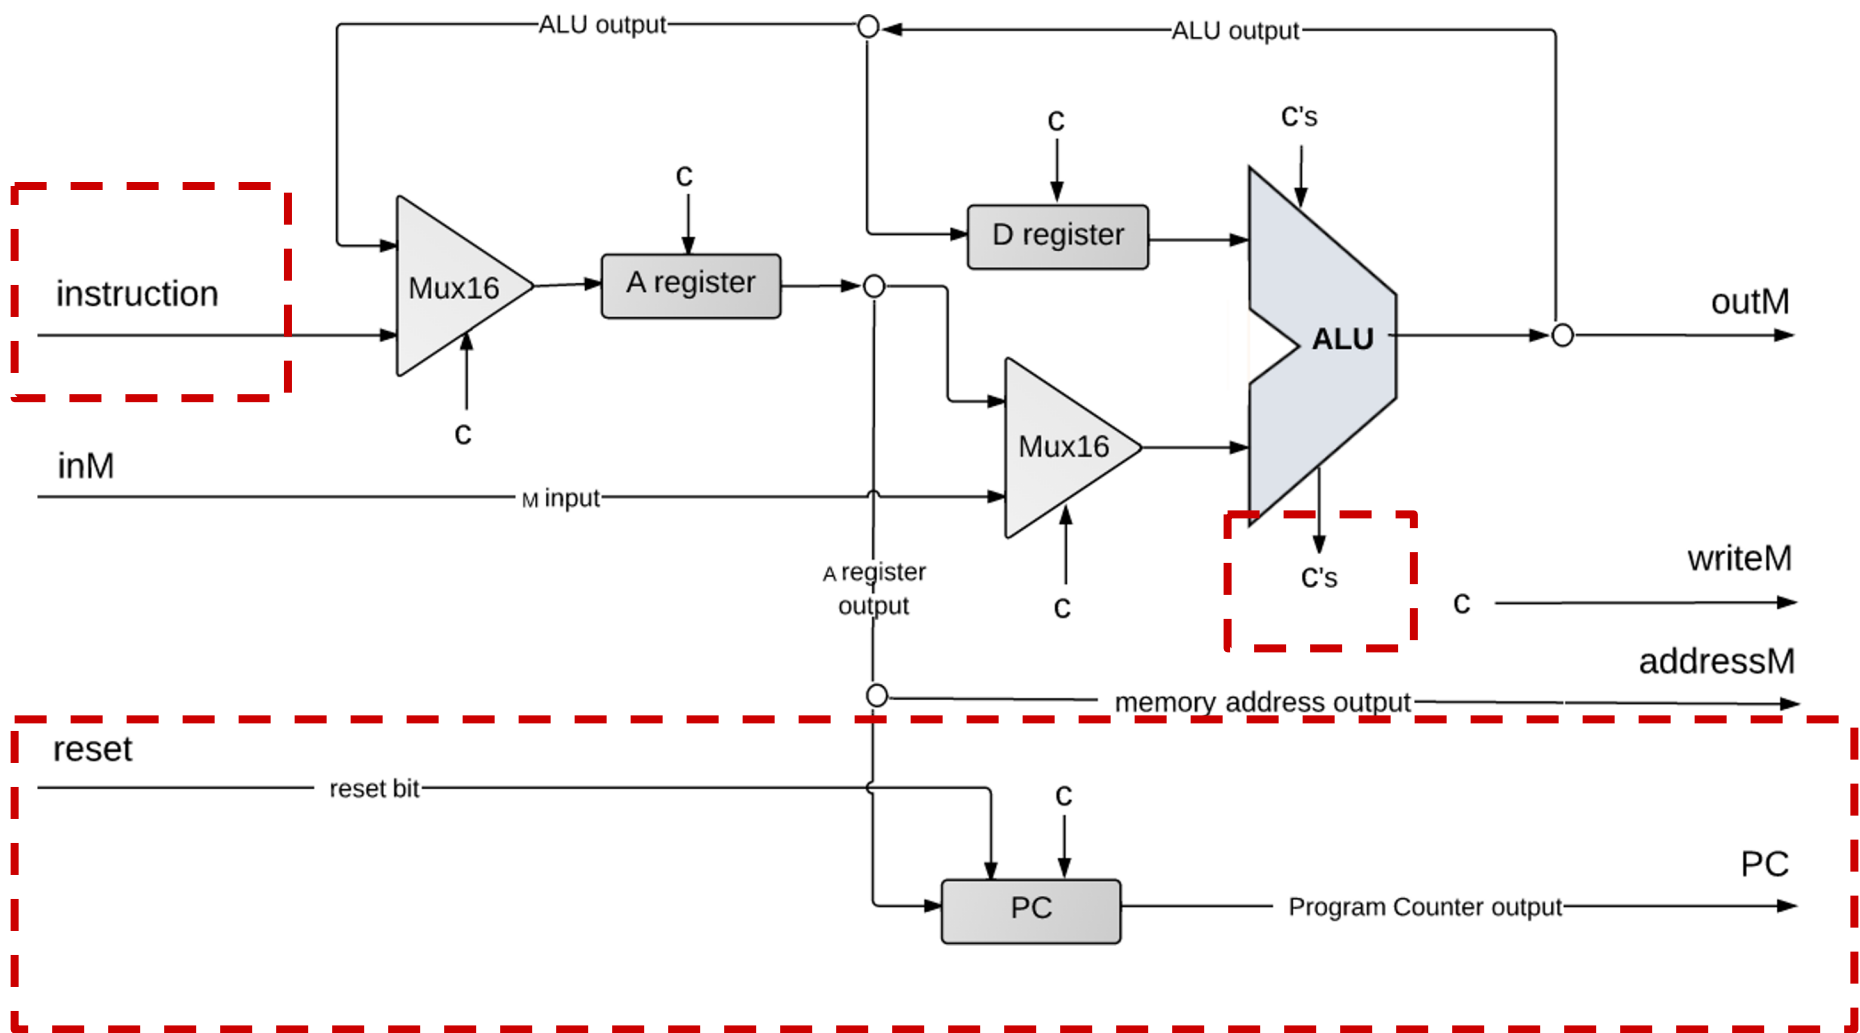 ALU output
ALU output
c
c's
c
D register
instruction
Mux16
A register
outM
ALU
c
inM
Mux16
M input
writeM
A register
output
c
c's
c
addressM
memory address output
reset
reset bit
c
PC
PC
Program Counter output